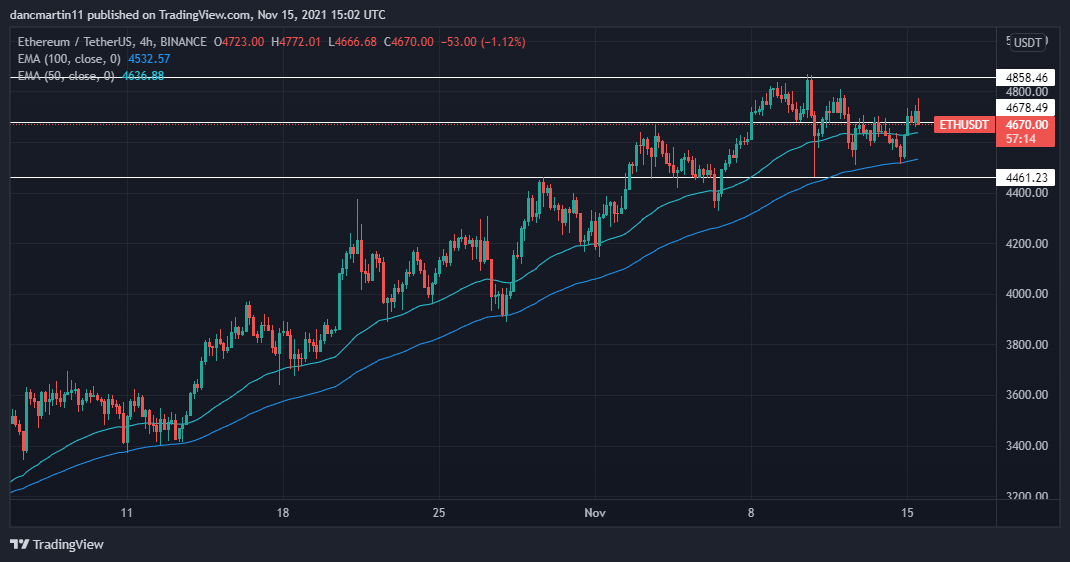 dancmartin11 published on TradingView.com, Nov 15, 2021 15:02 UTC
Ethereum / TetherUS, 4h, BINANCE O4723.00 H4772.01 L4666.68 C4670.00 −53.00 (−1.12%)
EMA (100, close, 0) 4532.57
EMA (50, close, 0) 4636.88
USDT
4858.46
4800.00
4678.49
ETHUSDT 4670.00
57:14
4461.23
4400.00
4200.00
4000.00
3800.00
3600.00
3400.00
3200.00
11 18 25 Nov 8 15
TradingView